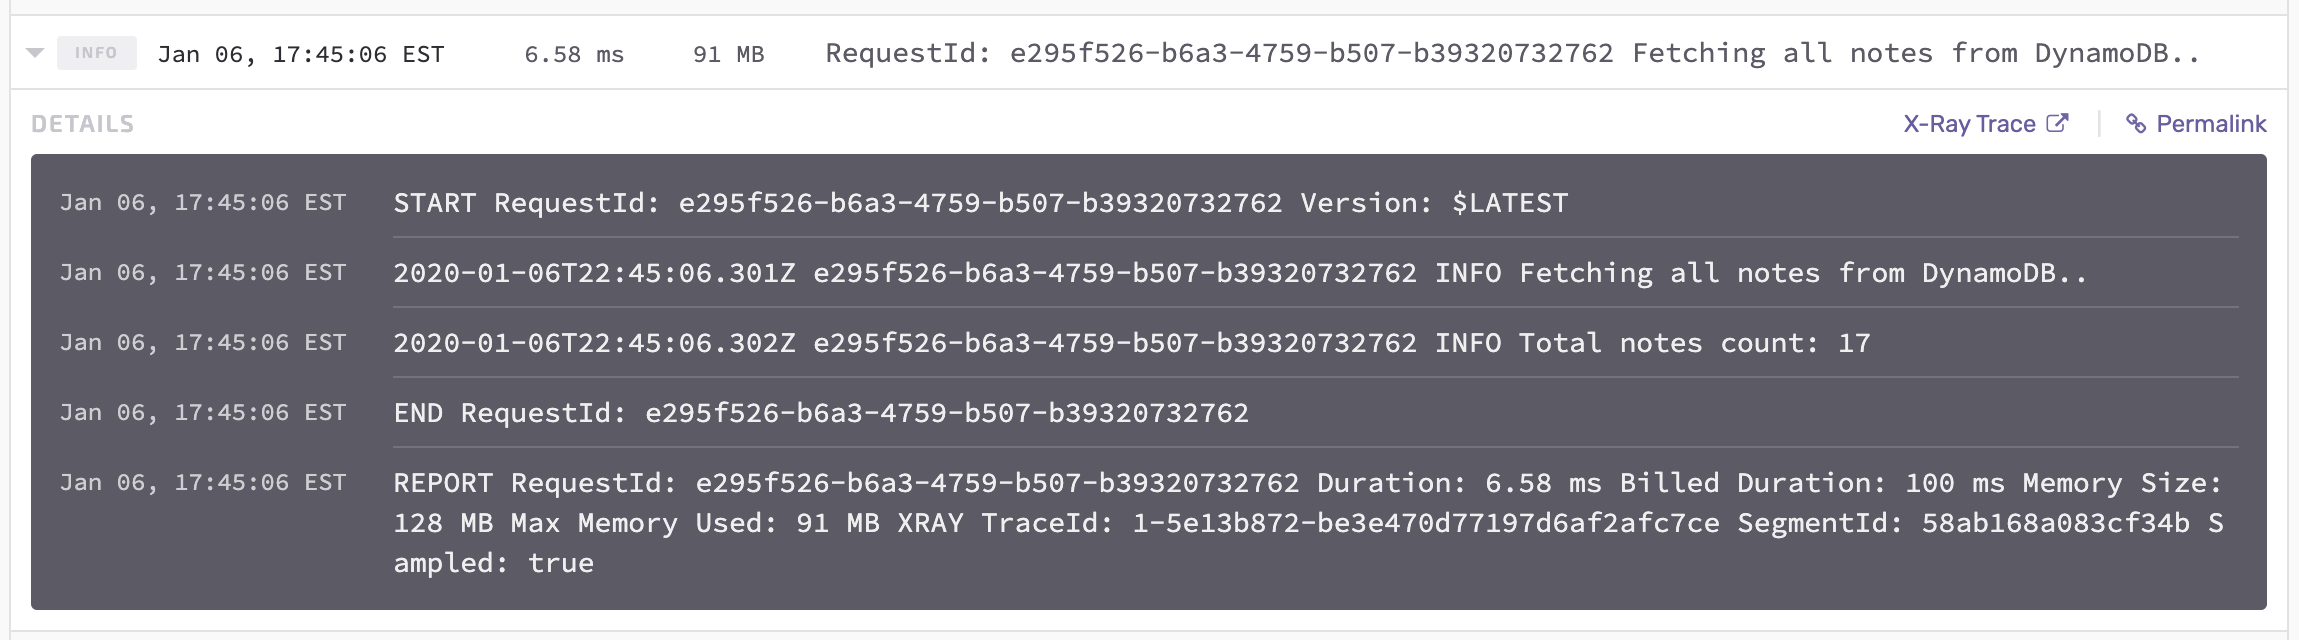 INFO Jan 06, 17:45:06 EST 6.58 ms 91 MB RequestId: e295f526-b6a3-4759-b507-b39320732762 Fetching all notes from DynamoDB..
DETAILS X-Ray Trace Permalink
Jan 06, 17:45:06 EST START RequestId: e295f526-b6a3-4759-b507-b39320732762 Version: $LATEST
Jan 06, 17:45:06 EST 2020-01-06T22:45:06.301Z e295f526-b6a3-4759-b507-b39320732762 INFO Fetching all notes from DynamoDB..
Jan 06, 17:45:06 EST 2020-01-06T22:45:06.302Z e295f526-b6a3-4759-b507-b39320732762 INFO Total notes count: 17
Jan 06, 17:45:06 EST END RequestId: e295f526-b6a3-4759-b507-b39320732762
Jan 06, 17:45:06 EST REPORT RequestId: e295f526-b6a3-4759-b507-b39320732762 Duration: 6.58 ms Billed Duration: 100 ms Memory Size:
128 MB Max Memory Used: 91 MB XRAY TraceId: 1-5e13b872-be3e470d77197d6af2afc7ce SegmentId: 58ab168a083cf34b S
ampled: true